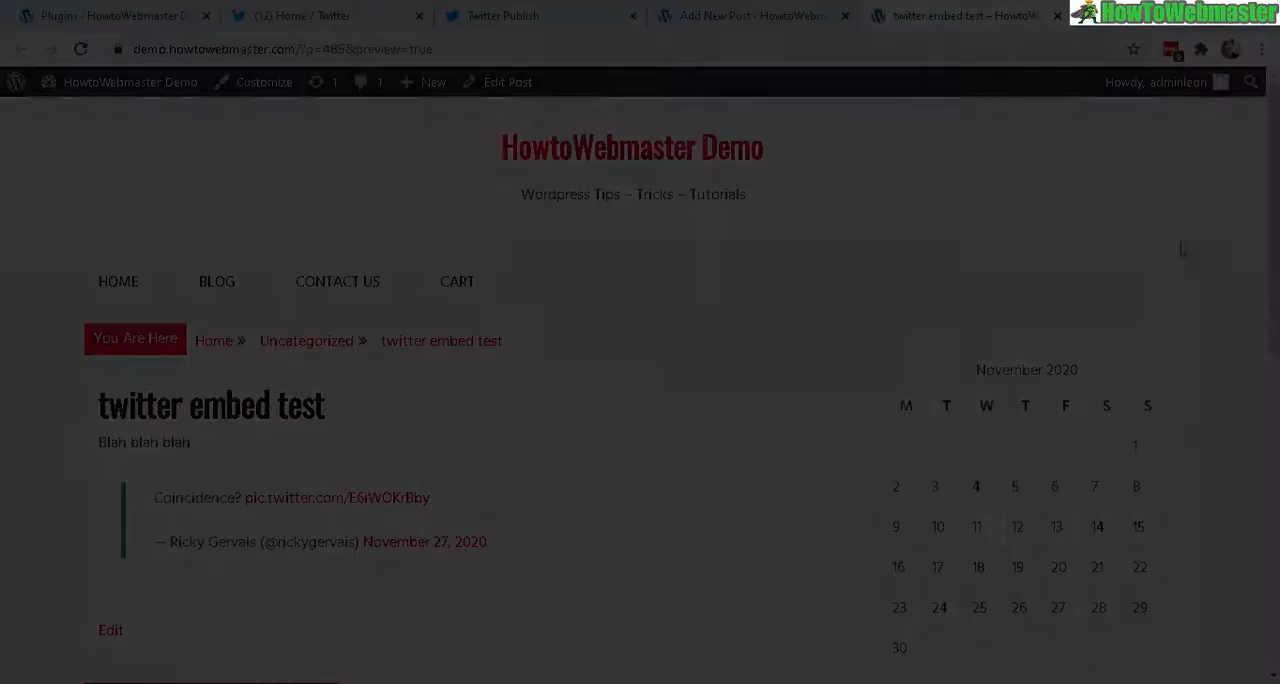 Plugins ‹ HowtoWebmaster D
(12) Home / Twitter
Twitter Publish
Add New Post ‹ HowtoWebm
twitter embed test – HowtoW
HowToWebmaster
demo.howtowebmaster.com/?p=485&preview=true
HowtoWebmaster Demo
Customize
1
1
New
Edit Post
Howdy, adminleon
HowtoWebmaster Demo
Wordpress Tips – Tricks – Tutorials
HOME
BLOG
CONTACT US
CART
You Are Here
Home »
Uncategorized »
twitter embed test
twitter embed test
Blah blah blah
Coincidence? pic.twitter.com/E6iWOKrBby
— Ricky Gervais (@rickygervais) November 27, 2020
Edit
November 2020
M T W T F S S
1
2 3 4 5 6 7 8
9 10 11 12 13 14 15
16 17 18 19 20 21 22
23 24 25 26 27 28 29
30